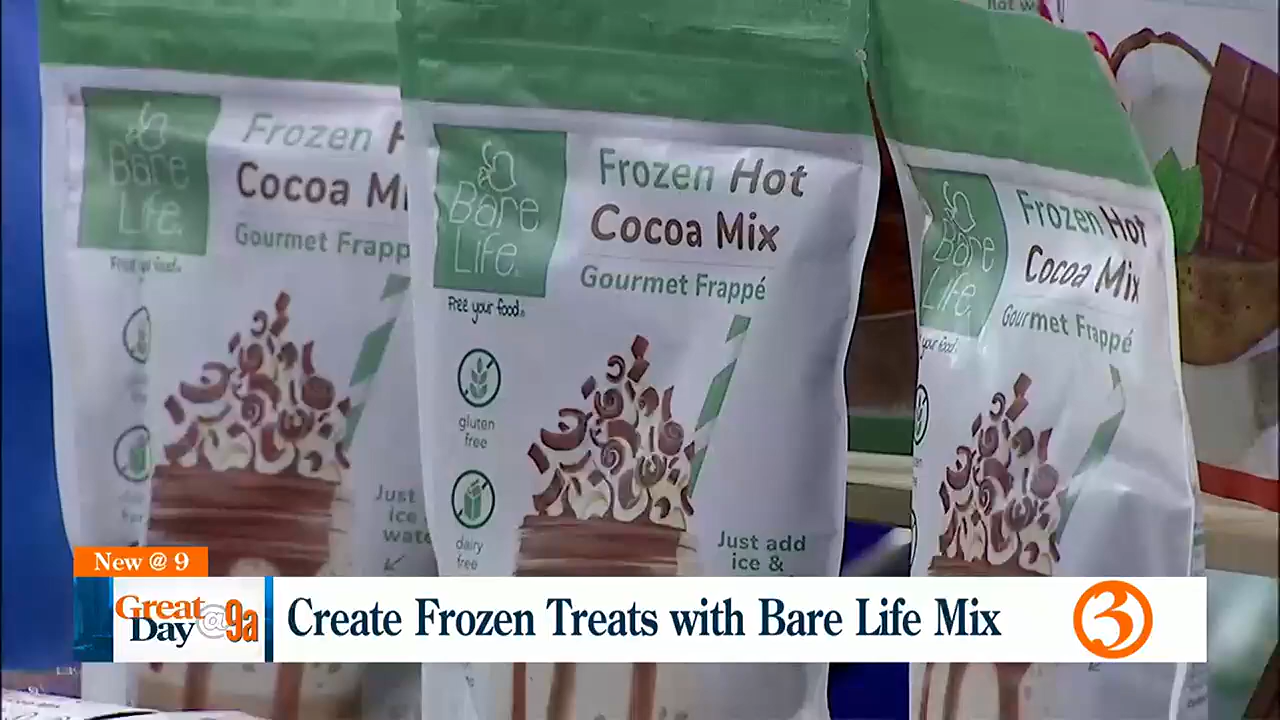 not w
Bare
Life.
Free your food.
Frozen
Cocoa Mi
Gourmet Frapp
Just
ice
wate
Bare
Life.
Free your food.
Frozen Hot
Cocoa Mix
Gourmet Frappé
gluten
free
dairy
free
Just add
ice &
Bare
Life.
your food.
Frozen Hot
Cocoa Mix
Gourmet Frappé
New @ 9
Great
Day @ 9a
Create Frozen Treats with Bare Life Mix
3